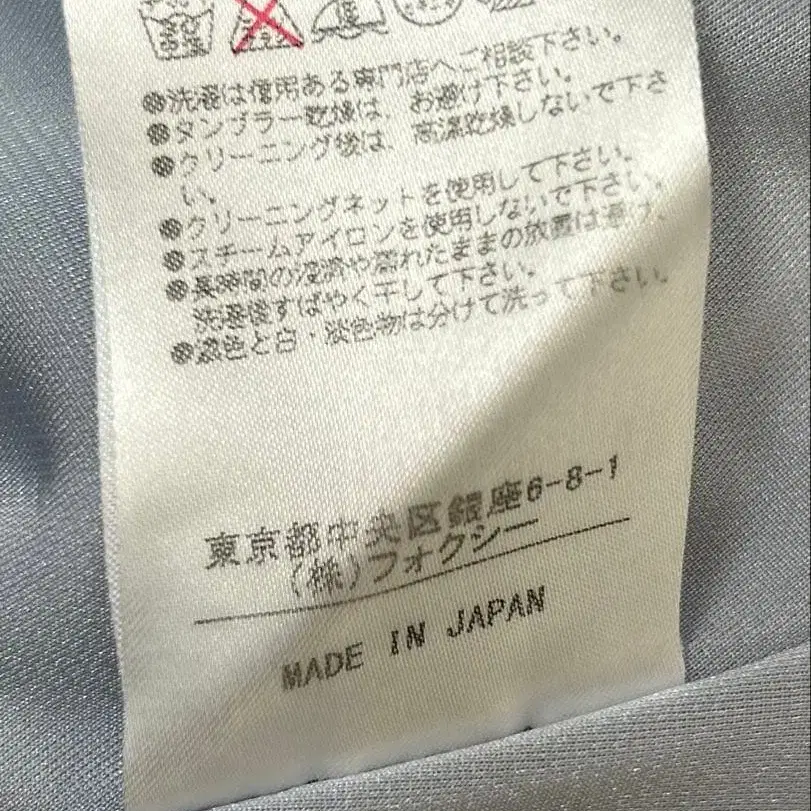 ●洗濯は信用ある専門店へご相談下さい。
●タンブラー乾燥は、お避け下さい。
●クリーニング後は、高温乾燥しないで下さ
い。
●クリーニングネットを使用して下さい。
●スチームアイロンを使用しないで下さい。
●長時間の浸漬や濡れたままの放置は避け、
洗濯後すばやく干して下さい。
●濃色と白・淡色物は分けて洗って下さい。
東京都中央区銀座6-8-1
(株)フォクシー
MADE IN JAPAN